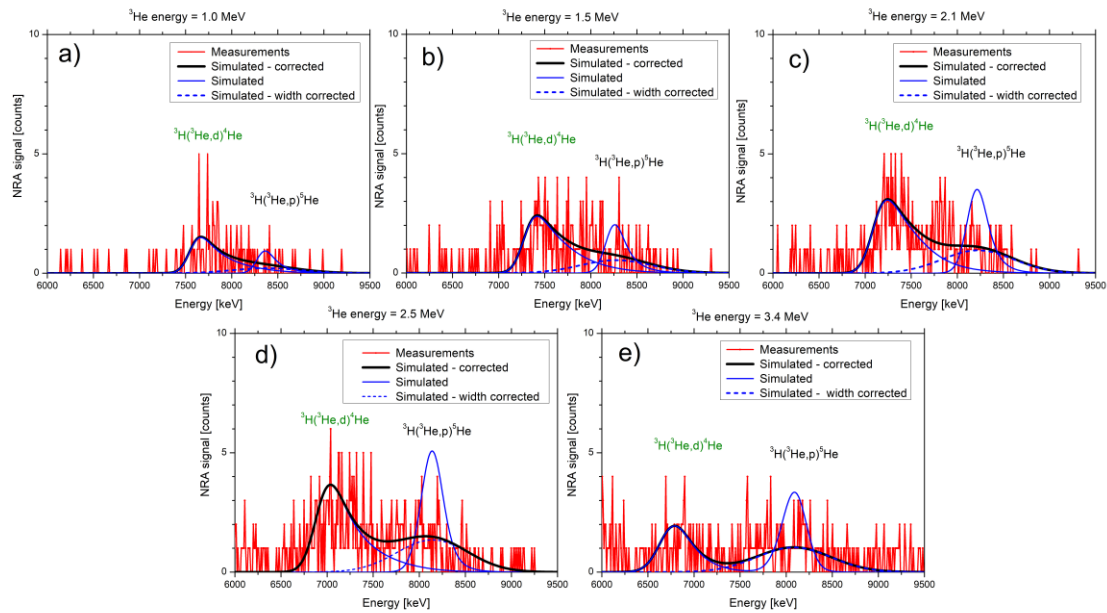 ³He energy = 1.0 MeV
a)
Measurements
Simulated - corrected
Simulated
Simulated - width corrected
³H(³He,d)⁴He
³H(³He,p)⁵He
NRA signal [counts]
10
5
0
6000 6500 7000 7500 8000 8500 9000 9500
Energy [keV]
³He energy = 1.5 MeV
b)
Measurements
Simulated - corrected
Simulated
Simulated - width corrected
³H(³He,d)⁴He
³H(³He,p)⁵He
NRA signal [counts]
10
5
0
6000 6500 7000 7500 8000 8500 9000 9500
Energy [keV]
³He energy = 2.1 MeV
c)
Measurements
Simulated - corrected
Simulated
Simulated - width corrected
³H(³He,d)⁴He
³H(³He,p)⁵He
NRA signal [counts]
10
5
0
6000 6500 7000 7500 8000 8500 9000 9500
Energy [keV]
³He energy = 2.5 MeV
d)
Measurements
Simulated - corrected
Simulated
Simulated - width corrected
³H(³He,d)⁴He
³H(³He,p)⁵He
NRA signal [counts]
10
5
0
6000 6500 7000 7500 8000 8500 9000 9500
Energy [keV]
³He energy = 3.4 MeV
e)
Measurements
Simulated - corrected
Simulated
Simulated - width corrected
³H(³He,d)⁴He
³H(³He,p)⁵He
NRA signal [counts]
10
5
0
6000 6500 7000 7500 8000 8500 9000 9500
Energy [keV]